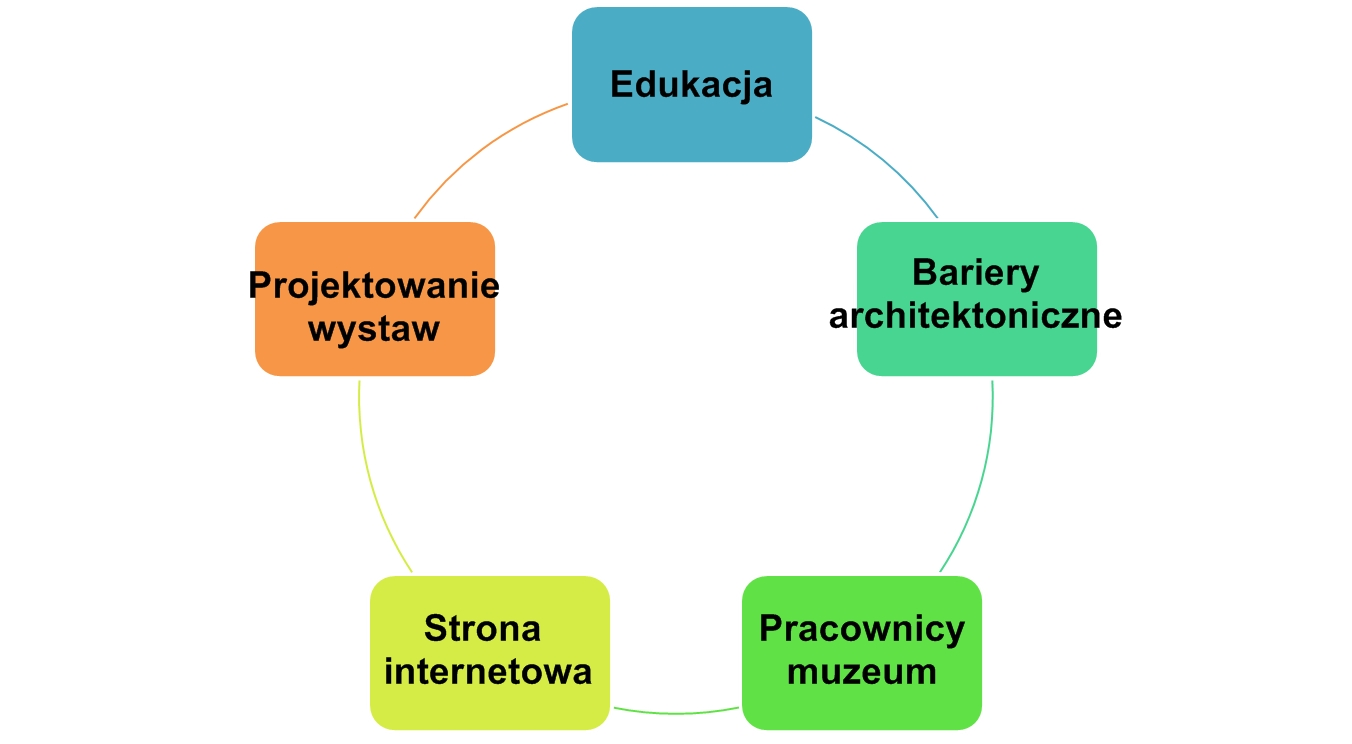 Edukacja
Projektowanie
wystaw
Bariery
architektoniczne
Strona
internetowa
Pracownicy
muzeum